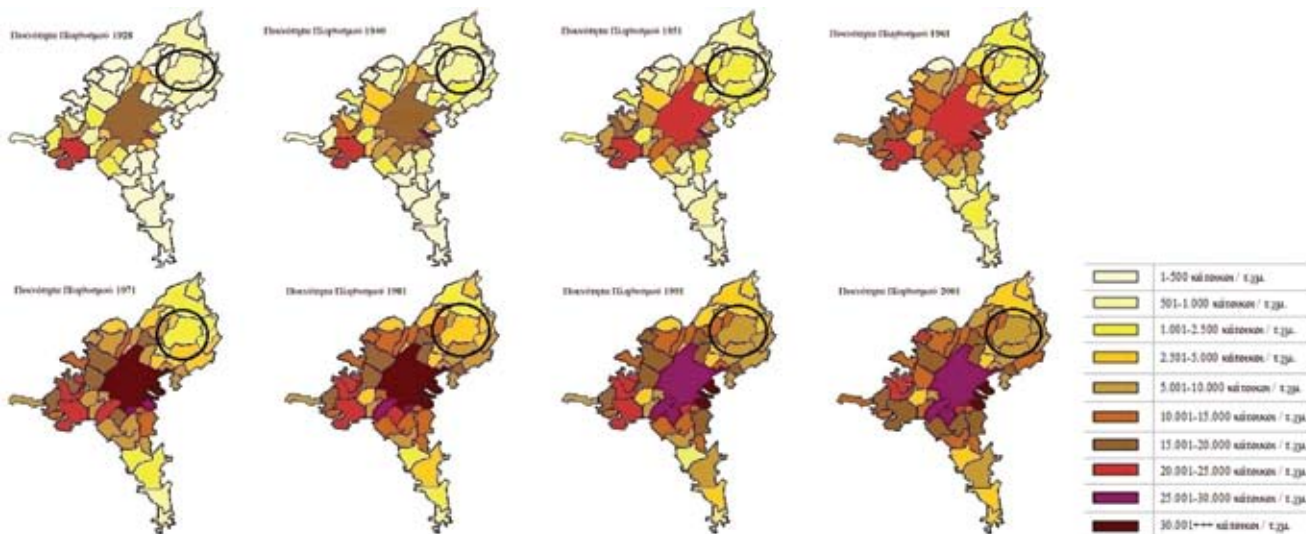 Πυκνότητα Πληθυσμού 1928
Πυκνότητα Πληθυσμού 1940
Πυκνότητα Πληθυσμού 1951
Πυκνότητα Πληθυσμού 1961
Πυκνότητα Πληθυσμού 1971
Πυκνότητα Πληθυσμού 1981
Πυκνότητα Πληθυσμού 1991
Πυκνότητα Πληθυσμού 2001
1-500 κάτοικοι / τ.χμ.
501-1.000 κάτοικοι / τ.χμ.
1.001-2.500 κάτοικοι / τ.χμ.
2.501-5.000 κάτοικοι / τ.χμ.
5.001-10.000 κάτοικοι / τ.χμ.
10.001-15.000 κάτοικοι / τ.χμ.
15.001-20.000 κάτοικοι / τ.χμ.
20.001-25.000 κάτοικοι / τ.χμ.
25.001-30.000 κάτοικοι / τ.χμ.
30.001+++ κάτοικοι / τ.χμ.